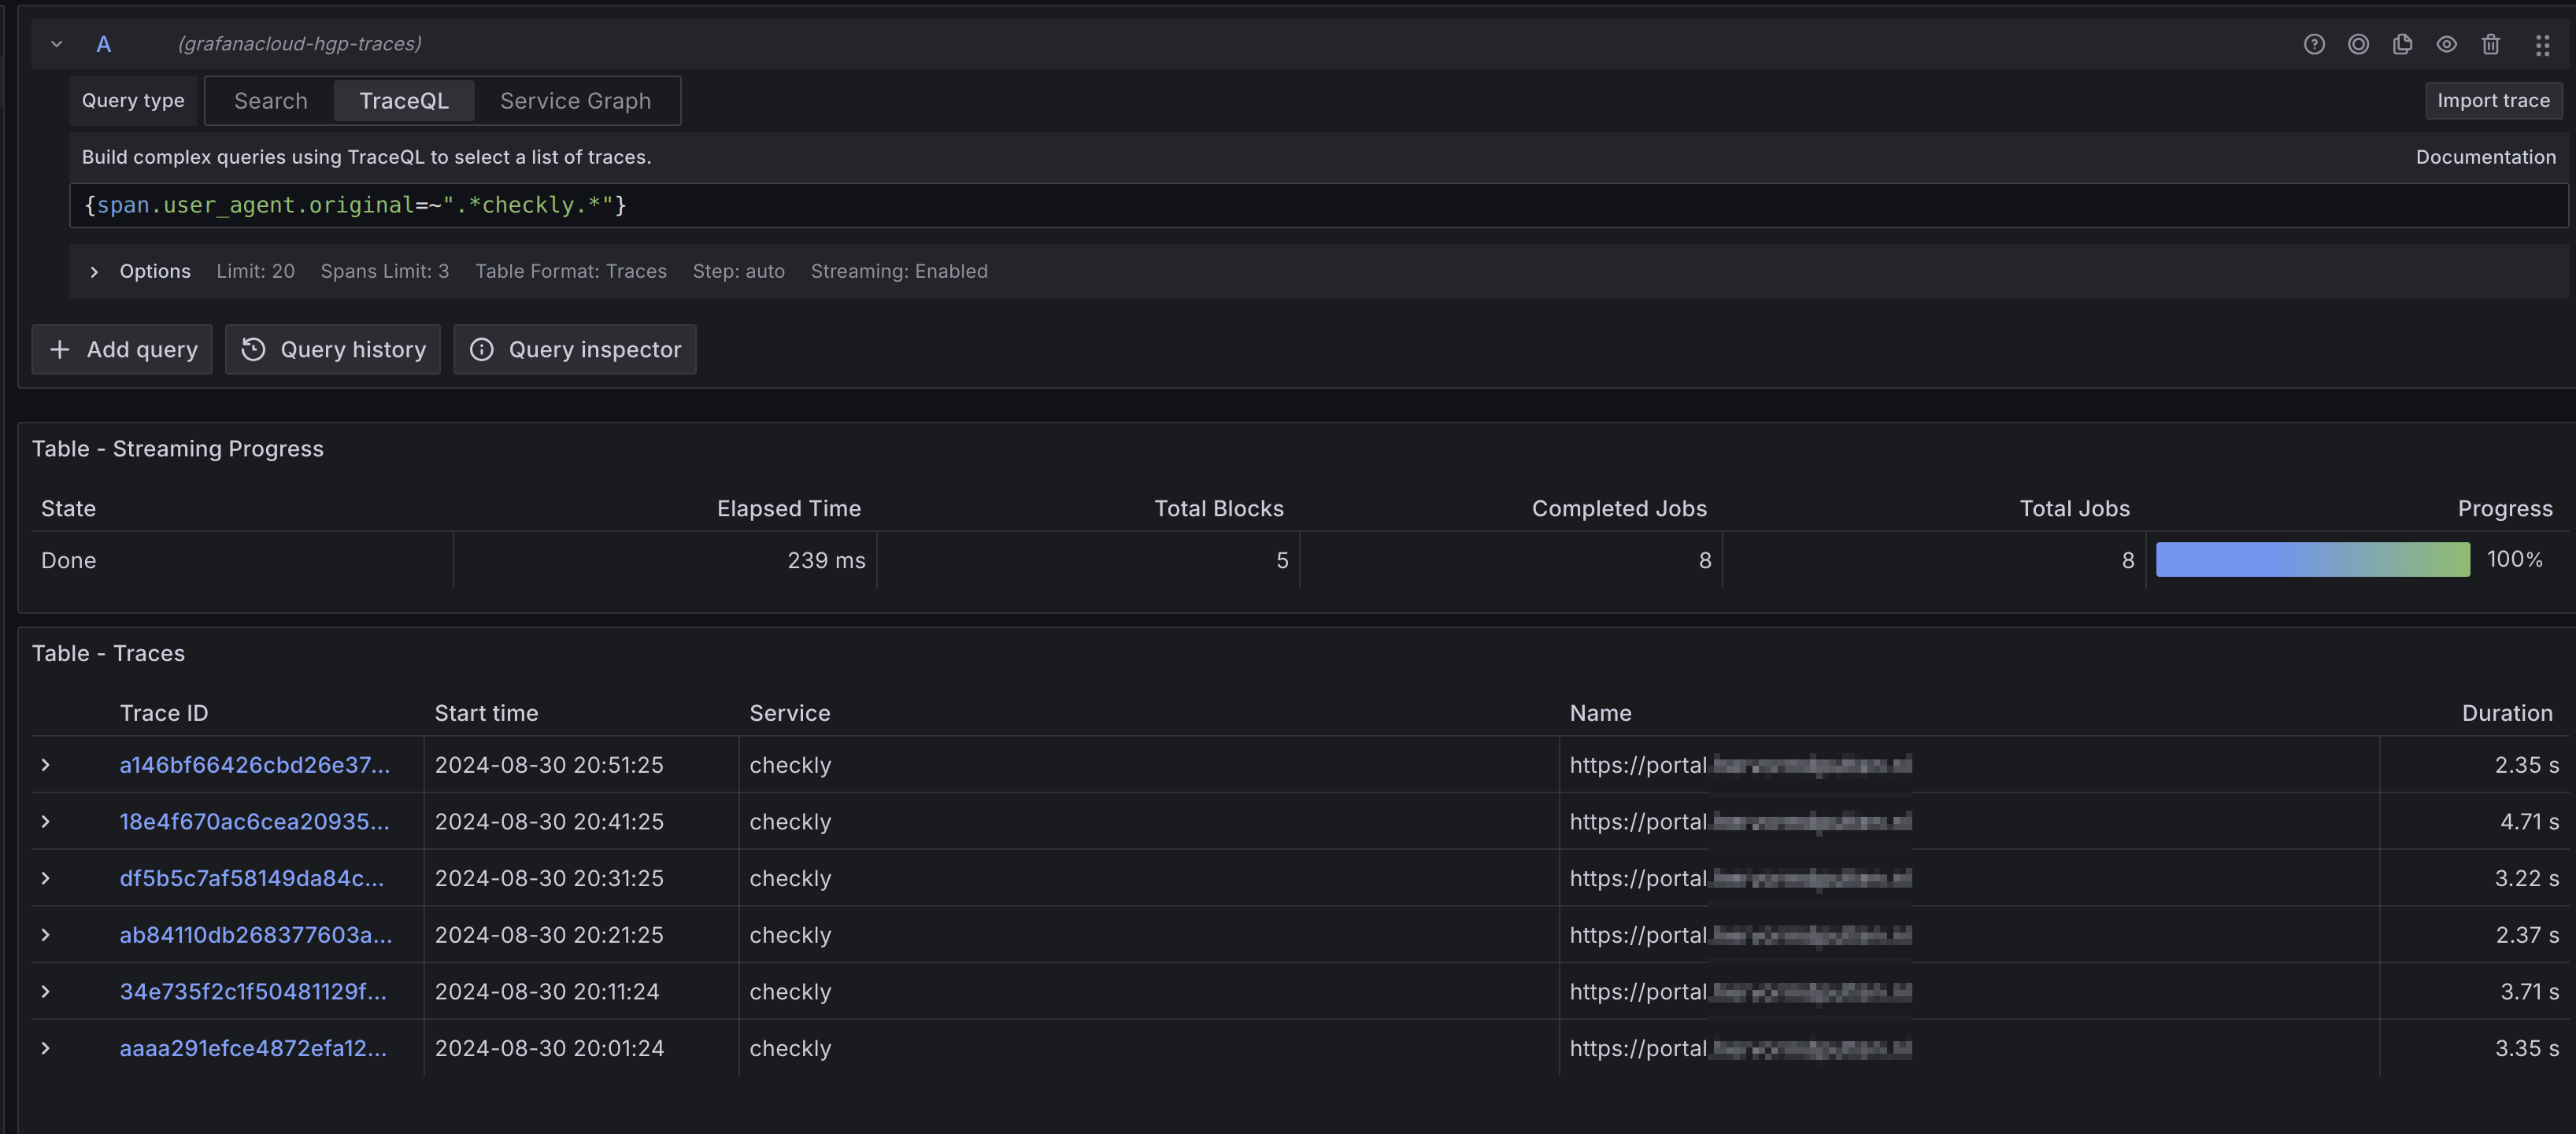 A (grafanacloud-hgp-traces)
Query type Search TraceQL Service Graph Import trace
Build complex queries using TraceQL to select a list of traces. Documentation
{span.user_agent.original=~".*checkly.*"}
Options Limit: 20 Spans Limit: 3 Table Format: Traces Step: auto Streaming: Enabled
Add query Query history Query inspector
Table - Streaming Progress
State Elapsed Time Total Blocks Completed Jobs Total Jobs Progress
Done 239 ms 5 8 8 100%
Table - Traces
Trace ID Start time Service Name Duration
a146bf66426cbd26e37... 2024-08-30 20:51:25 checkly https://portal. 2.35 s
18e4f670ac6cea20935... 2024-08-30 20:41:25 checkly https://portal. 4.71 s
df5b5c7af58149da84c... 2024-08-30 20:31:25 checkly https://portal. 3.22 s
ab84110db268377603a... 2024-08-30 20:21:25 checkly https://portal. 2.37 s
34e735f2c1f50481129f... 2024-08-30 20:11:24 checkly https://portal. 3.71 s
aaaa291efce4872efa12... 2024-08-30 20:01:24 checkly https://portal. 3.35 s